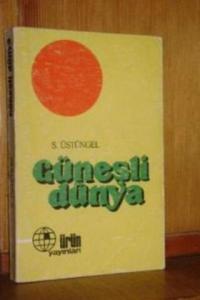 S. ÜSTÜNGEL
Güneşli
dünya
ürün
yayınları